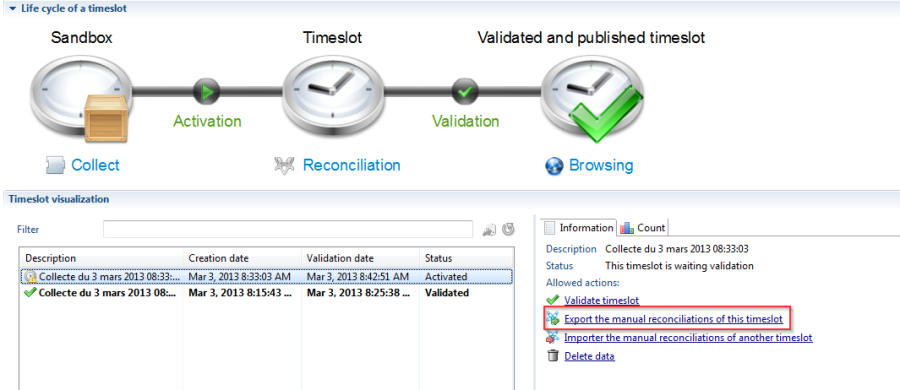 Life cycle of a timeslot
Sandbox Timeslot Validated and published timeslot
Activation Validation
Collect Reconciliation Browsing
Timeslot visualization
Filter
Description Creation date Validation date Status
Collecte du 3 mars 2013 08:33:... Mar 3, 2013 8:33:03 AM Mar 3, 2013 8:42:51 AM Activated
Collecte du 3 mars 2013 08:... Mar 3, 2013 8:15:43 ... Mar 3, 2013 8:25:38 ... Validated
Information Count
Description Collecte du 3 mars 2013 08:33:03
Status This timeslot is waiting validation
Allowed actions:
Validate timeslot
Export the manual reconciliations of this timeslot
Importer the manual reconciliations of another timeslot
Delete data